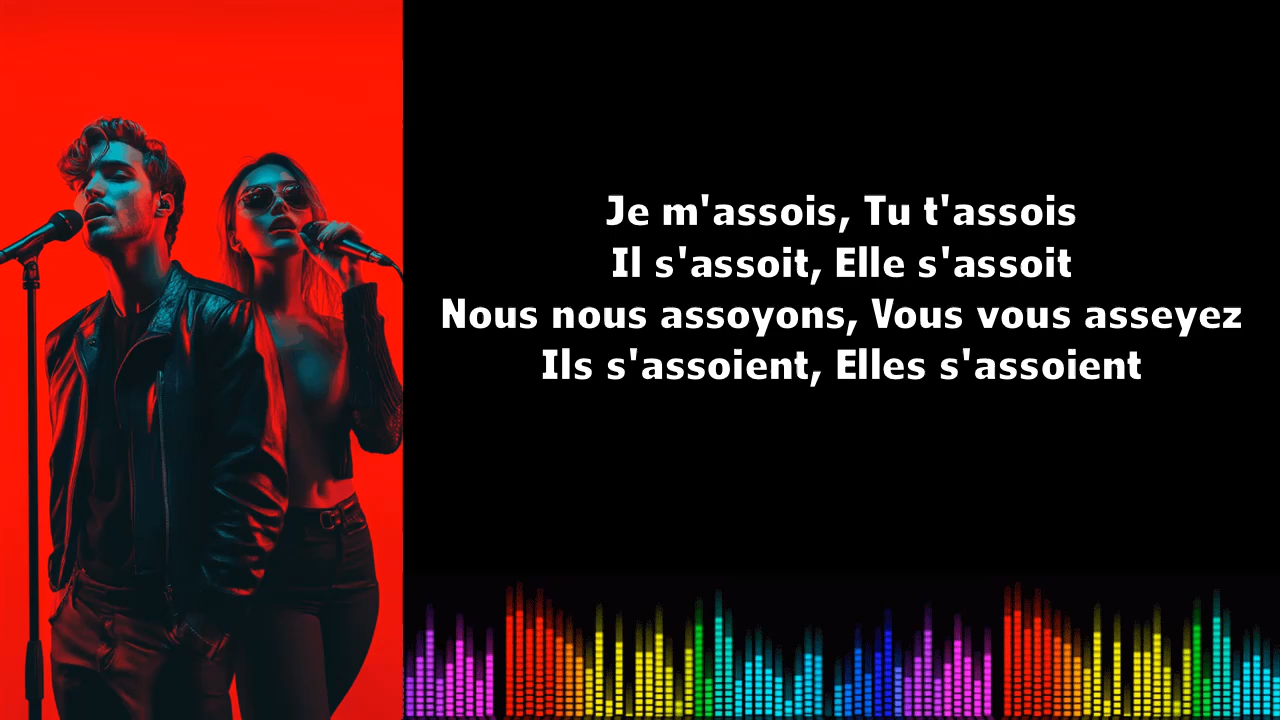 Je m'assois, Tu t'assois
Il s'assoit, Elle s'assoit
Nous nous assoyons, Vous vous asseyez
Ils s'assoient, Elles s'assoient